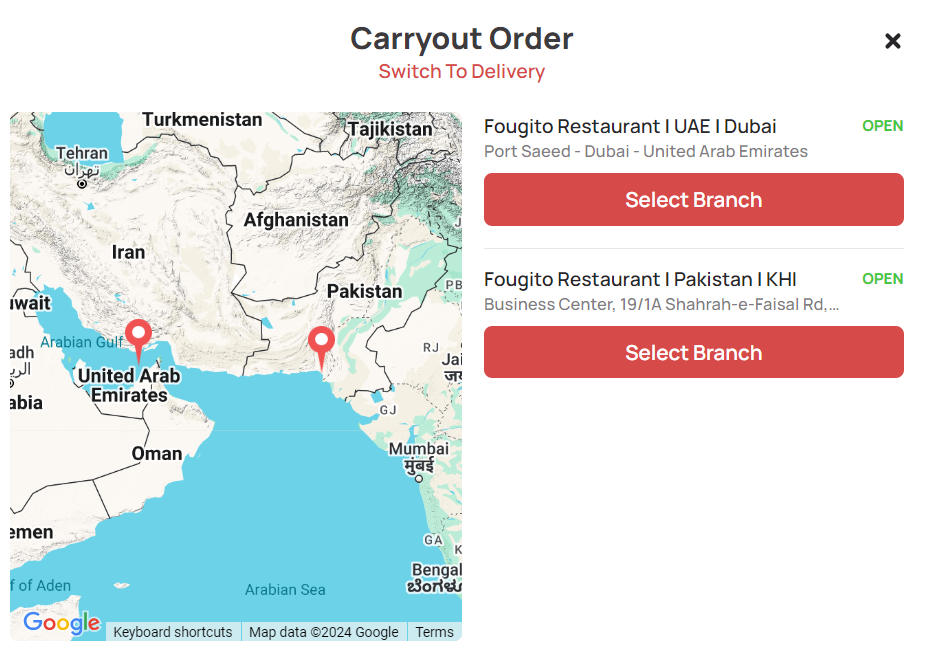 Carryout Order
Switch To Delivery
Turkmenistan
Tajikistan
Tehran
تهران
Afghanistan
Iran
Pakistan
PB
uwait
Arabian Gulf
RJ
adh
Jai
United Arab
Emirates
abia
GJ
Oman
Mumbai
मुंबई
emen
GA
K
Bengal
ಬೆಂಗಳೂ
f of Aden
Arabian Sea
Google
Keyboard shortcuts
Map data ©2024 Google
Terms
Fougito Restaurant I UAE I Dubai
OPEN
Port Saeed - Dubai - United Arab Emirates
Select Branch
Fougito Restaurant I Pakistan I KHI
OPEN
Business Center, 19/1A Shahrah-e-Faisal Rd,...
Select Branch